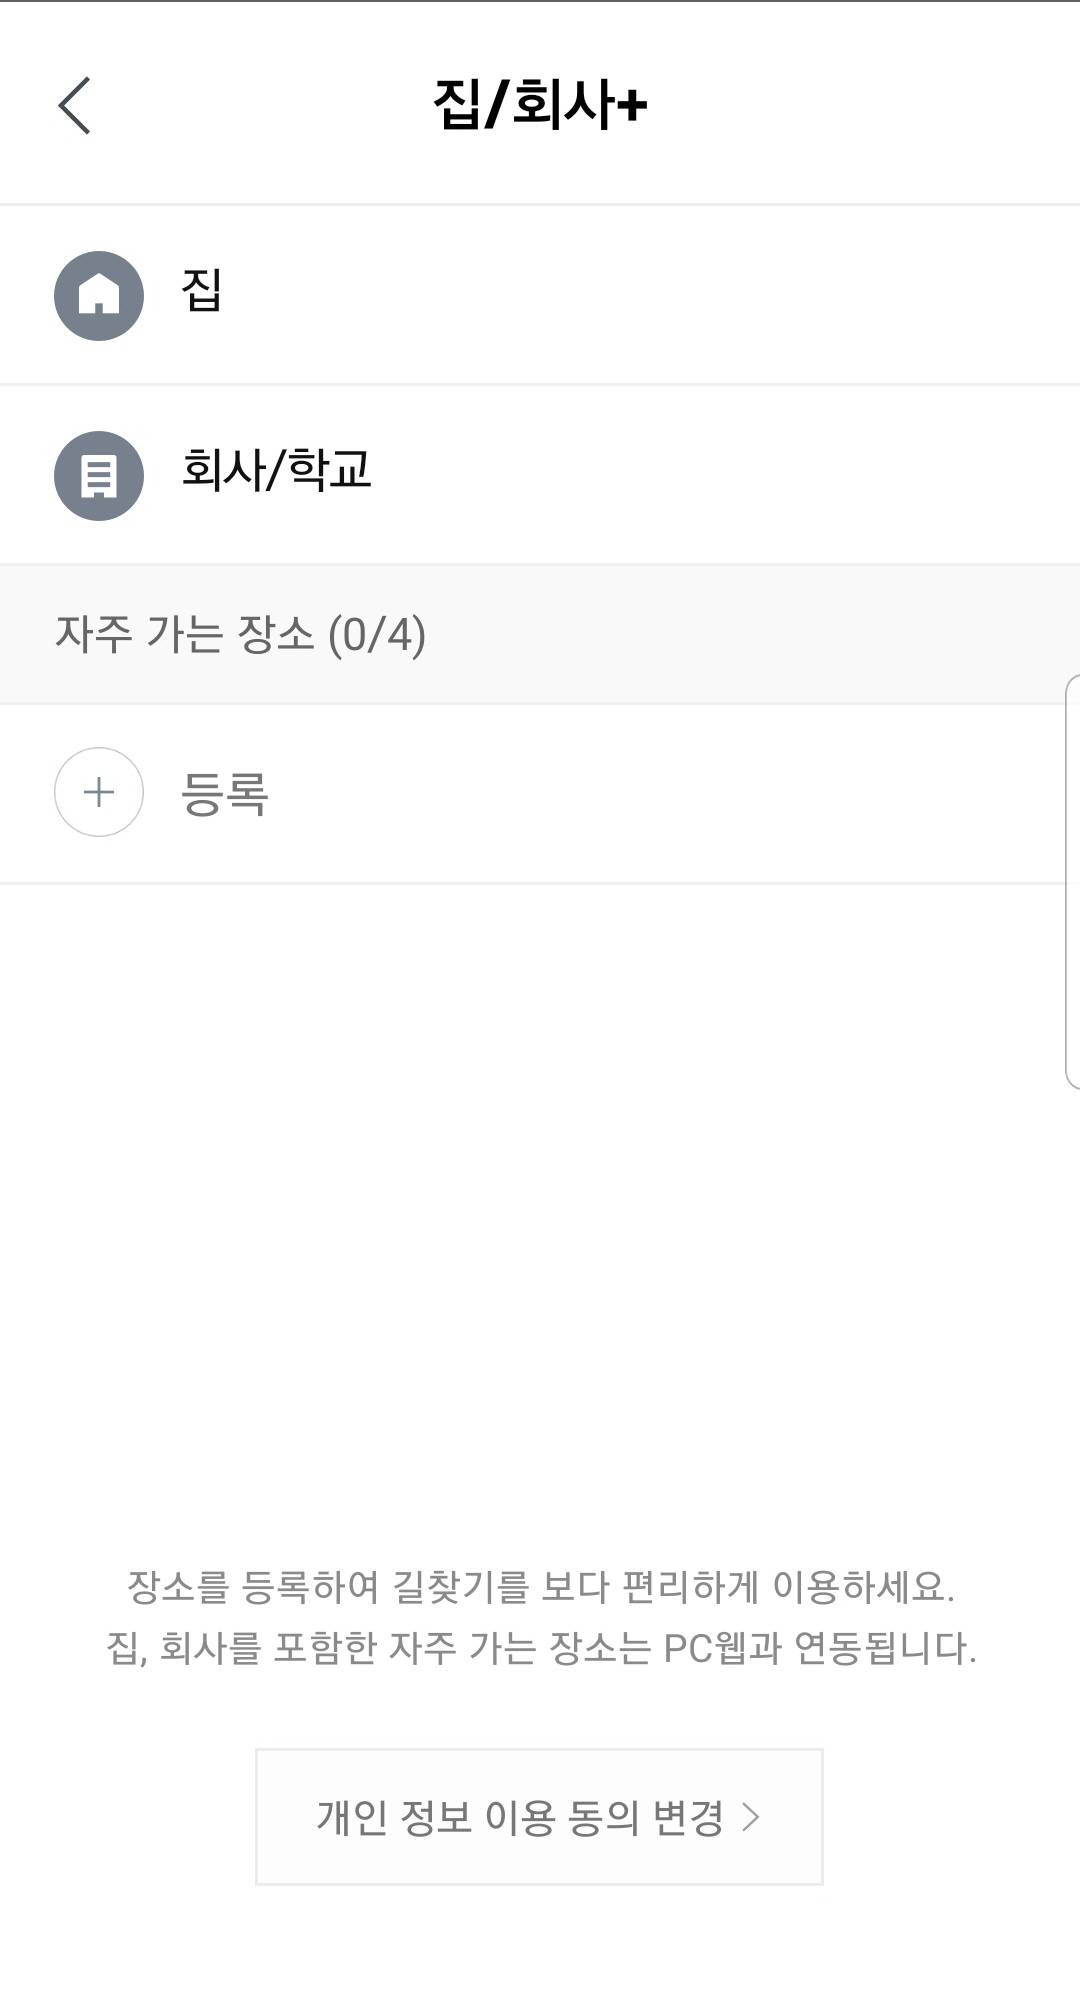 집/회사+
집
회사/학교
자주 가는 장소 (0/4)
등록
장소를 등록하여 길찾기를 보다 편리하게 이용하세요.
집, 회사를 포함한 자주 가는 장소는 PC웹과 연동됩니다.
개인 정보 이용 동의 변경